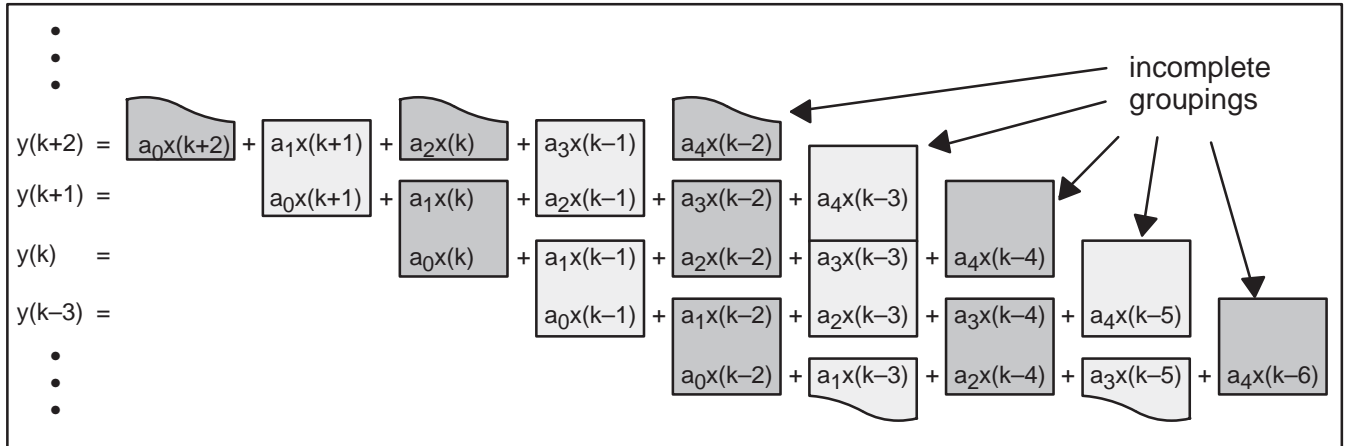 incomplete
groupings
y(k+2) = a₀x(k+2) + a₁x(k+1) + a₂x(k) + a₃x(k–1) a₄x(k–2)
y(k+1) = a₀x(k+1) + a₁x(k) + a₂x(k–1) + a₃x(k–2) + a₄x(k–3)
y(k) = a₀x(k) + a₁x(k–1) + a₂x(k–2) + a₃x(k–3) + a₄x(k–4)
y(k–3) = a₀x(k–1) + a₁x(k–2) + a₂x(k–3) + a₃x(k–4) + a₄x(k–5)
a₀x(k–2) + a₁x(k–3) + a₂x(k–4) + a₃x(k–5) + a₄x(k–6)